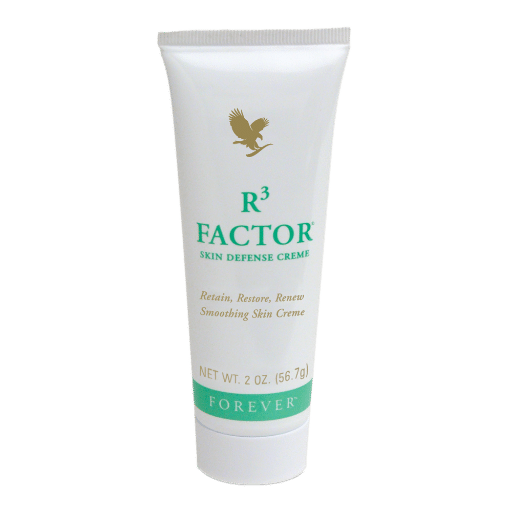 R³
FACTOR®
SKIN DEFENSE CREME
Retain, Restore, Renew
Smoothing Skin Creme
NET WT. 2 OZ. (56.7g)
FOREVER™